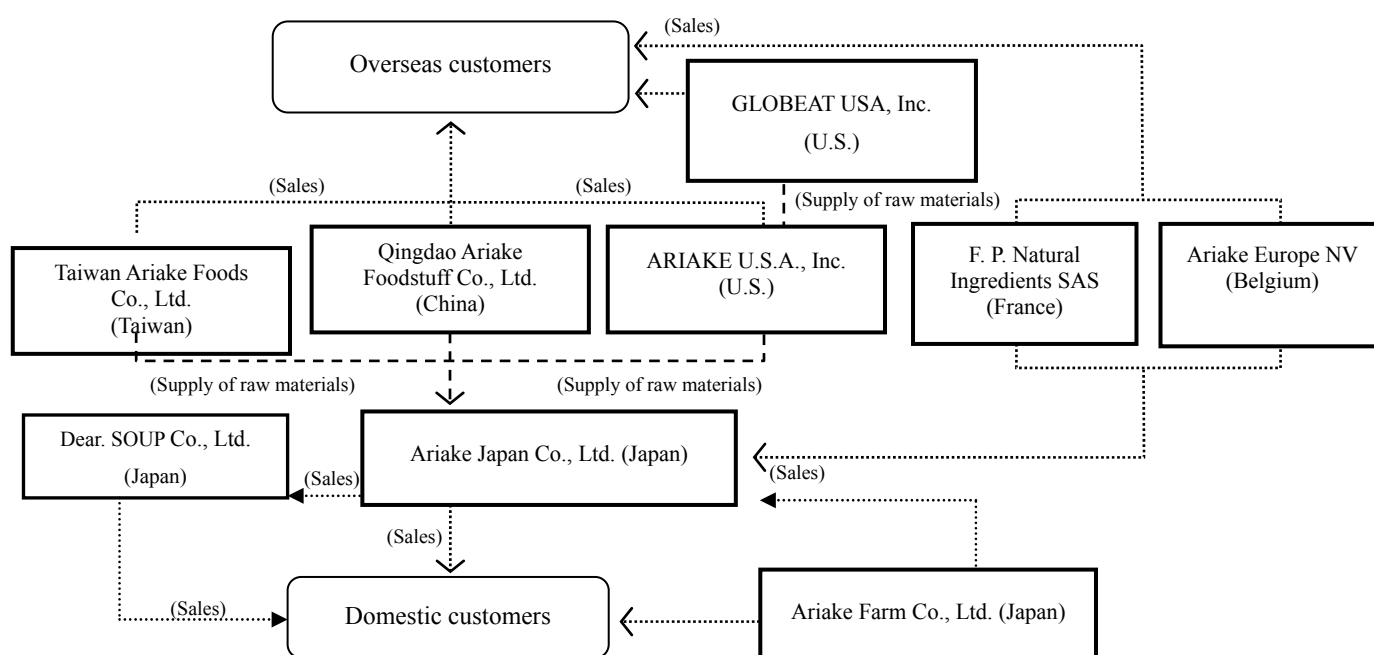 (Sales)
Overseas customers
GLOBEAT USA, Inc.
(U.S.)
(Sales)
(Sales)
(Supply of raw materials)
Taiwan Ariake Foods
Co., Ltd.
(Taiwan)
Qingdao Ariake
Foodstuff Co., Ltd.
(China)
ARIAKE U.S.A., Inc.
(U.S.)
F. P. Natural
Ingredients SAS
(France)
Ariake Europe NV
(Belgium)
(Supply of raw materials)
(Supply of raw materials)
Dear. SOUP Co., Ltd.
(Japan)
(Sales)
Ariake Japan Co., Ltd. (Japan)
(Sales)
(Sales)
(Sales)
Domestic customers
Ariake Farm Co., Ltd. (Japan)